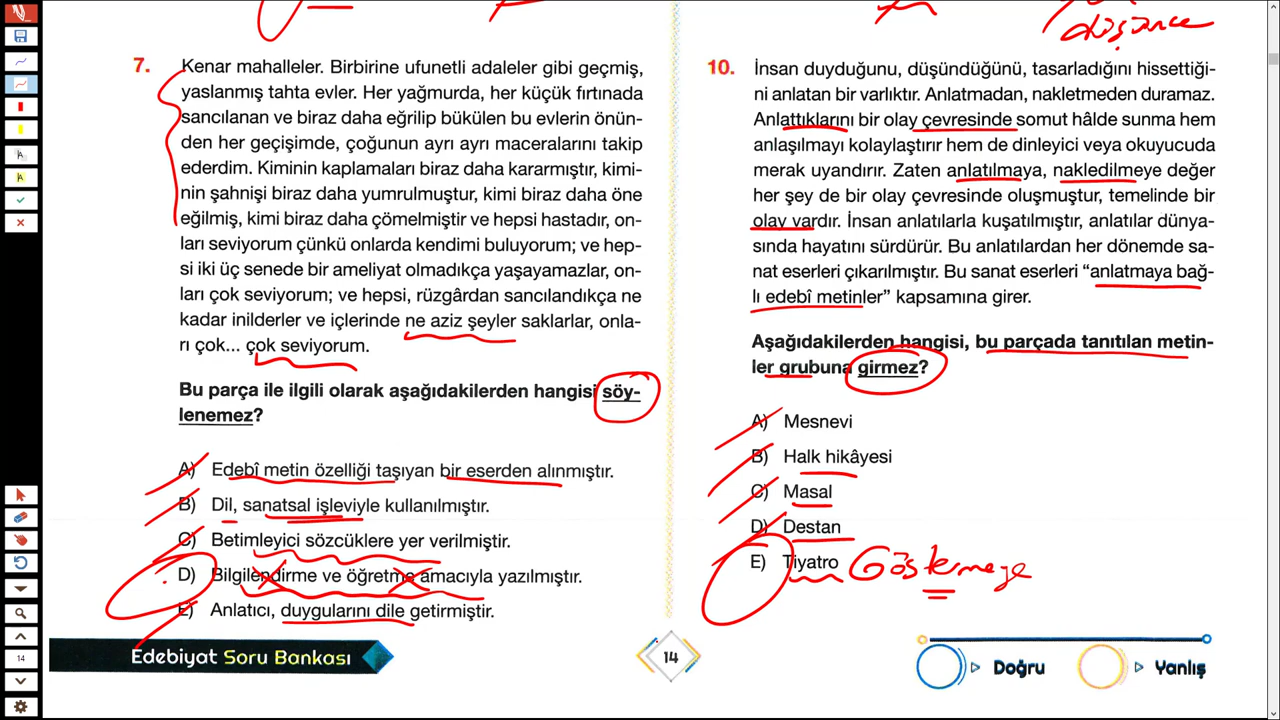 düşünce
7. Kenar mahalleler. Birbirine ufunetli adaleler gibi geçmiş,
yaslanmış tahta evler. Her yağmurda, her küçük fırtınada
sancılanan ve biraz daha eğrilip bükülen bu evlerin önün-
den her geçişimde, çoğunun ayrı ayrı maceralarını takip
ederdim. Kiminin kaplamaları biraz daha kararmıştır, kimi-
nin şahnişi biraz daha yumrulmuştur, kimi biraz daha öne
eğilmiş, kimi biraz daha çömelmiştir ve hepsi hastadır, on-
ları seviyorum çünkü onlarda kendimi buluyorum; ve hep-
si iki üç senede bir ameliyat olmadıkça yaşayamazlar, on-
ları çok seviyorum; ve hepsi, rüzgârdan sancılandıkça ne
kadar inilderler ve içlerinde ne aziz şeyler saklarlar, onla-
rı çok... çok seviyorum.
Bu parça ile ilgili olarak aşağıdakilerden hangisi söy-
lenemez?
A) Edebî metin özelliği taşıyan bir eserden alınmıştır.
B) Dil, sanatsal işleviyle kullanılmıştır.
C) Betimleyici sözcüklere yer verilmiştir.
D) Bilgilendirme ve öğretme amacıyla yazılmıştır.
E) Anlatıcı, duygularını dile getirmiştir.
10. İnsan duyduğunu, düşündüğünü, tasarladığını hissettiği-
ni anlatan bir varlıktır. Anlatmadan, nakletmeden duramaz.
Anlattıklarını bir olay çevresinde somut hâlde sunma hem
anlaşılmayı kolaylaştırır hem de dinleyici veya okuyucuda
merak uyandırır. Zaten anlatılmaya, nakledilmeye değer
her şey de bir olay çevresinde oluşmuştur, temelinde bir
olay vardır. İnsan anlatılarla kuşatılmıştır, anlatılar dünya-
sında hayatını sürdürür. Bu anlatılardan her dönemde sa-
nat eserleri çıkarılmıştır. Bu sanat eserleri “anlatmaya bağ-
lı edebî metinler” kapsamına girer.
Aşağıdakilerden hangisi, bu parçada tanıtılan metin-
ler grubuna girmez?
A) Mesnevi
B) Halk hikâyesi
C) Masal
D) Destan
E) Tiyatro Göstermeye
Edebiyat Soru Bankası
14
Doğru
Yanlış
14